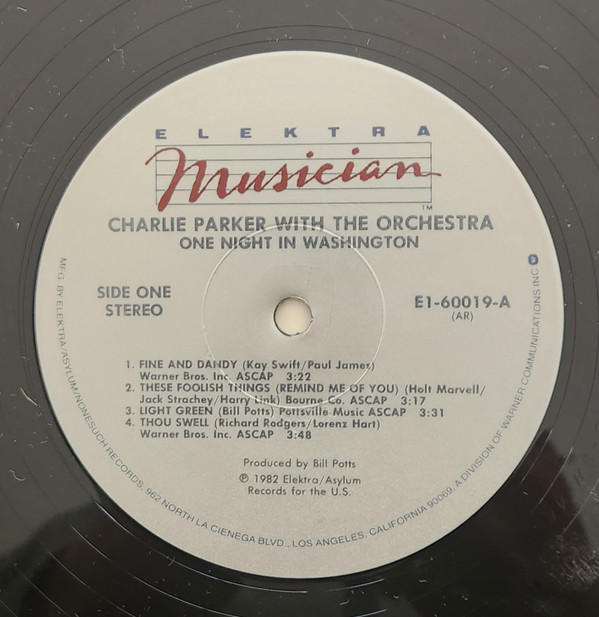 ELEKTRA
Musician
TM
CHARLIE PARKER WITH THE ORCHESTRA
ONE NIGHT IN WASHINGTON
SIDE ONE
STEREO
E1-60019-A
(AR)
1. FINE AND DANDY (Kay Swift/Paul James)
Warner Bros. Inc. ASCAP 3:22
2. THESE FOOLISH THINGS (REMIND ME OF YOU) (Holt Marvell/
Jack Strachey/Harry Link) Bourne Co. ASCAP 3:17
3. LIGHT GREEN (Bill Potts) Pottsville Music ASCAP 3:31
4. THOU SWELL (Richard Rodgers/Lorenz Hart)
Warner Bros. Inc. ASCAP 3:48
Produced by Bill Potts
℗ 1982 Elektra/Asylum
Records for the U.S.
MFG. BY ELEKTRA/ASYLUM/NONESUCH RECORDS, 962 NORTH LA CIENEGA BLVD., LOS ANGELES, CALIFORNIA 90069, A DIVISION OF WARNER COMMUNICATIONS INC